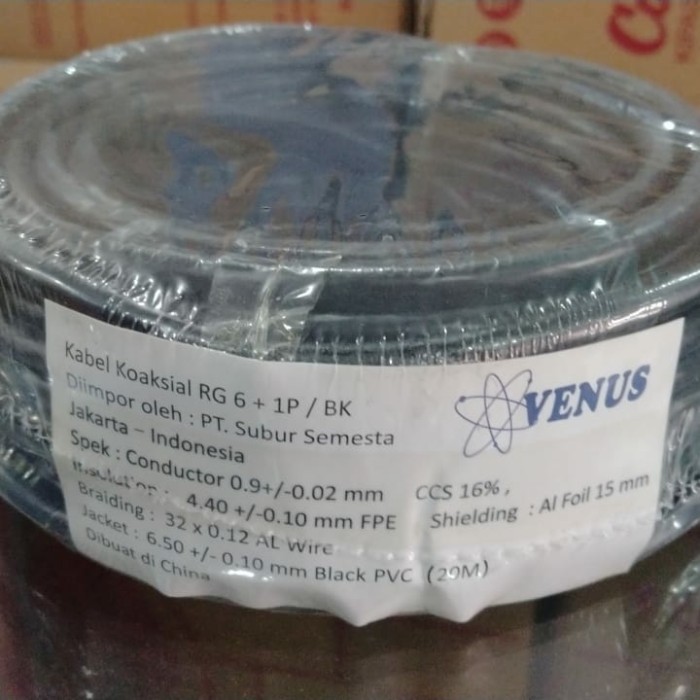 VENUS
Kabel Koaksial RG 6 + 1P / BK
Diimpor oleh : PT. Subur Semesta
Jakarta – Indonesia
Spek : Conductor 0.9+/-0.02 mm CCS 16% ,
4.40 +/-0.10 mm FPE Shielding : Al Foil 15 mm
Braiding : 32 x 0.12 AL Wire
Jacket : 6.50 +/- 0.10 mm Black PVC (20M)
Dibuat di China